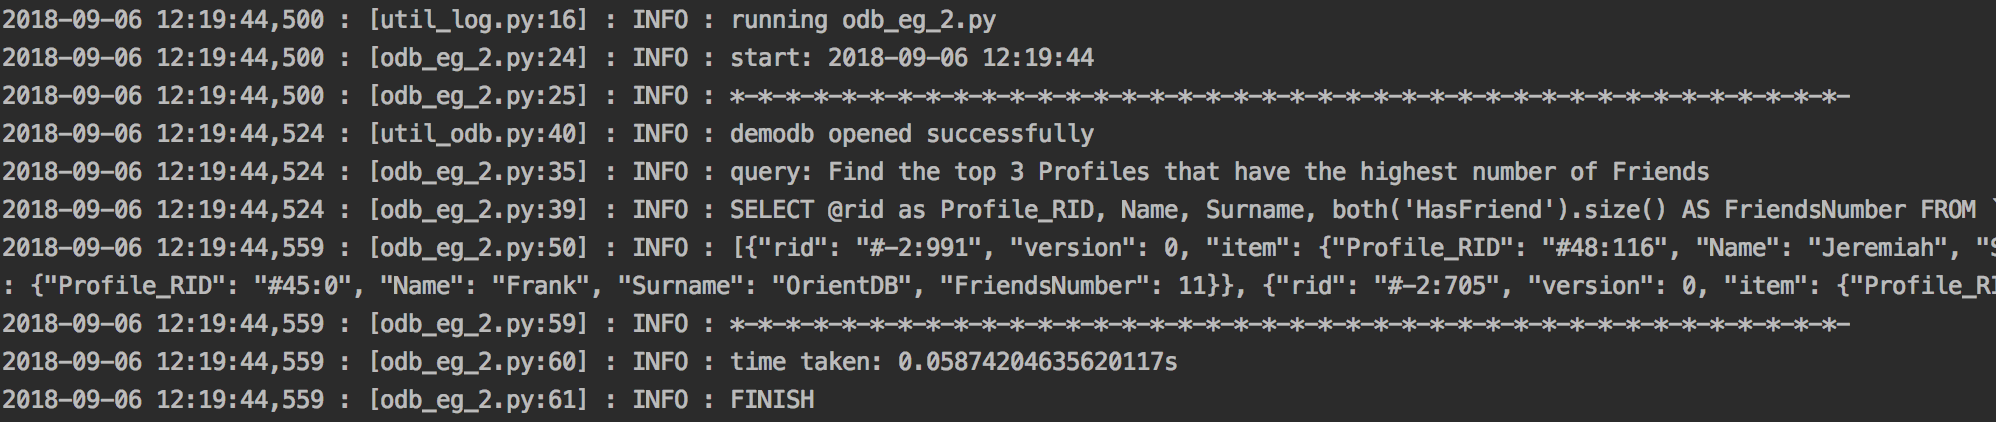 2018-09-06 12:19:44,500 : [util_log.py:16] : INFO : running odb_eg_2.py
2018-09-06 12:19:44,500 : [odb_eg_2.py:24] : INFO : start: 2018-09-06 12:19:44
2018-09-06 12:19:44,500 : [odb_eg_2.py:25] : INFO : *-*-*-*-*-*-*-*-*-*-*-*-*-*-*-*-*-*-*-*-*-*-*-*-*-*-*-*-*-*-*-*-*-*-*-*-*-*-*-*-
2018-09-06 12:19:44,524 : [util_odb.py:40] : INFO : demodb opened successfully
2018-09-06 12:19:44,524 : [odb_eg_2.py:35] : INFO : query: Find the top 3 Profiles that have the highest number of Friends
2018-09-06 12:19:44,524 : [odb_eg_2.py:39] : INFO : SELECT @rid as Profile_RID, Name, Surname, both('HasFriend').size() AS FriendsNumber FROM `
2018-09-06 12:19:44,559 : [odb_eg_2.py:50] : INFO : [{"rid": "#-2:991", "version": 0, "item": {"Profile_RID": "#48:116", "Name": "Jeremiah", "S
: {"Profile_RID": "#45:0", "Name": "Frank", "Surname": "OrientDB", "FriendsNumber": 11}}, {"rid": "#-2:705", "version": 0, "item": {"Profile_RI
2018-09-06 12:19:44,559 : [odb_eg_2.py:59] : INFO : *-*-*-*-*-*-*-*-*-*-*-*-*-*-*-*-*-*-*-*-*-*-*-*-*-*-*-*-*-*-*-*-*-*-*-*-*-*-*-*-
2018-09-06 12:19:44,559 : [odb_eg_2.py:60] : INFO : time taken: 0.05874204635620117s
2018-09-06 12:19:44,559 : [odb_eg_2.py:61] : INFO : FINISH